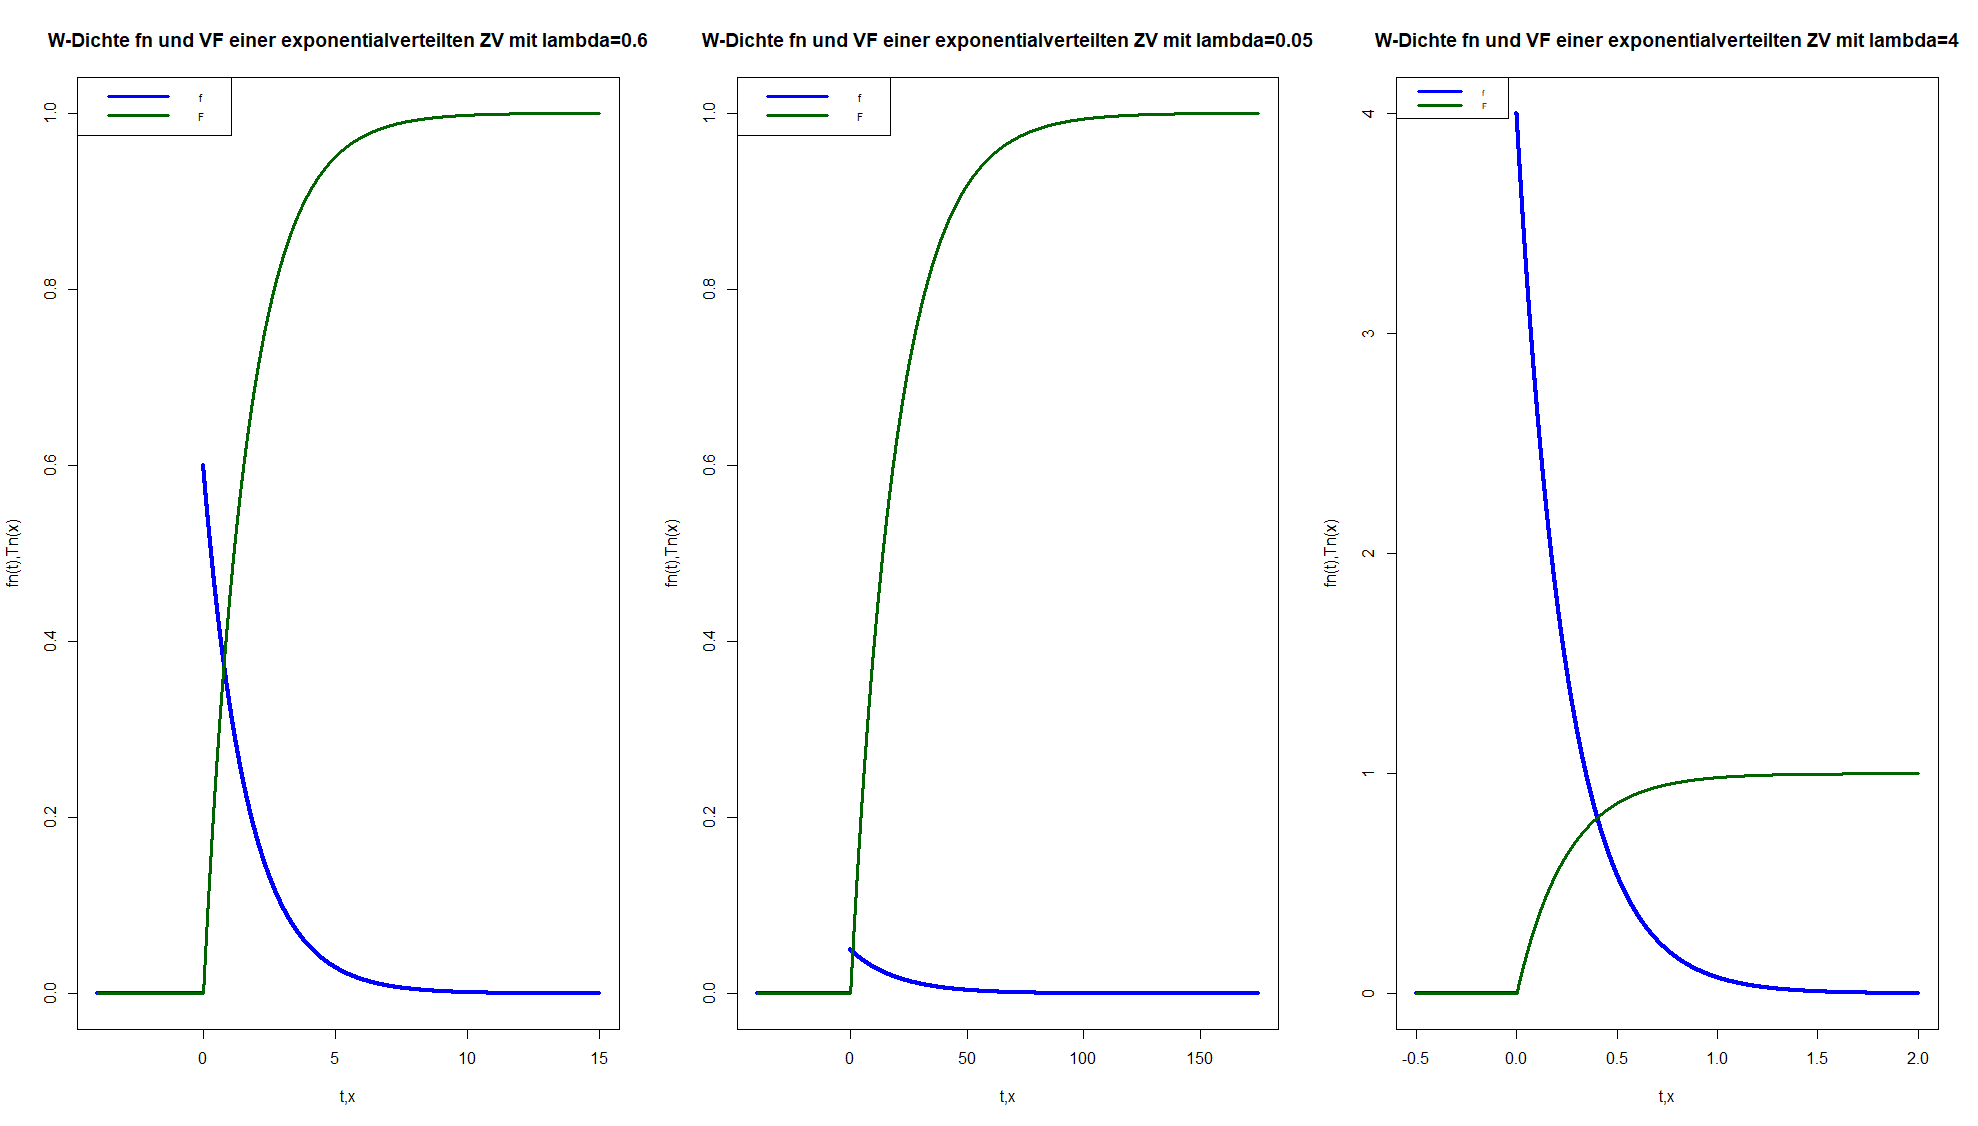 W-Dichte fn und VF einer exponentialverteilten ZV mit lambda=0.6
f
F
1.0
0.8
0.6
0.4
0.2
0.0
fn(t),Tn(x)
0 5 10 15
t,x
W-Dichte fn und VF einer exponentialverteilten ZV mit lambda=0.05
f
F
1.0
0.8
0.6
0.4
0.2
0.0
fn(t),Tn(x)
0 50 100 150
t,x
W-Dichte fn und VF einer exponentialverteilten ZV mit lambda=4
f
F
4
3
2
1
0
fn(t),Tn(x)
-0.5 0.0 0.5 1.0 1.5 2.0
t,x